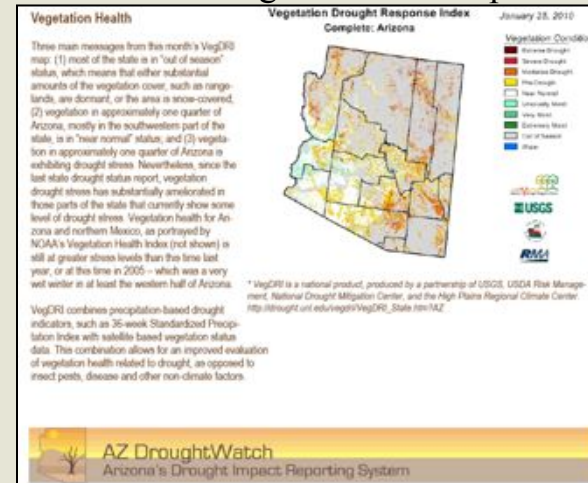 Vegetation Health
Three main messages from this month's VegDRI
map: (1) most of the state is in "out of season"
status, which means that either substantial
amounts of the vegetation cover, such as range-
lands, are dormant, or the area is snow-covered,
(2) vegetation in approximately one quarter of
Arizona, mostly in the southwestern part of the
state, is in "near normal" status, and (3) vegeta-
tion in approximately one quarter of Arizona is
exhibiting drought stress. Nevertheless, since the
last state drought status report, vegetation
drought stress has substantially ameliorated in
those parts of the state that currently show some
level of drought stress. Vegetation health for Ar-
izona and northern Mexico, as portrayed by
NOAA's Vegetation Health Index (not shown) is
still at greater stress levels than the time last
year, or at this time in 2005 – which was a very
wet winter in at least the western half of Arizona.
VegDRI combines precipitation-based drought
indicators, such as 36-week Standardized Precipi-
tation Index with satellite based vegetation status
data. This combination allows for an improved evaluation
of vegetation health related to drought, as opposed to
insect pests, disease and other non-climate factors.
Vegetation Drought Response Index
Complete: Arizona
January 25, 2010
Vegetation Conditio
Extreme Drought
Severe Drought
Moderate Drought
Pre-Drought
Near Normal
Unusually Moist
Very Moist
Extremely Moist
Out of Season
Water
USGS
RMA
* VegDRI is a national product, produced by a partnership of USGS, USDA Risk Manage-
ment, National Drought Mitigation Center, and the High Plains Regional Climate Center.
http://drought.unl.edu/vegdri/VegDRI_State.htm?AZ
AZ DroughtWatch
Arizona's Drought Impact Reporting System